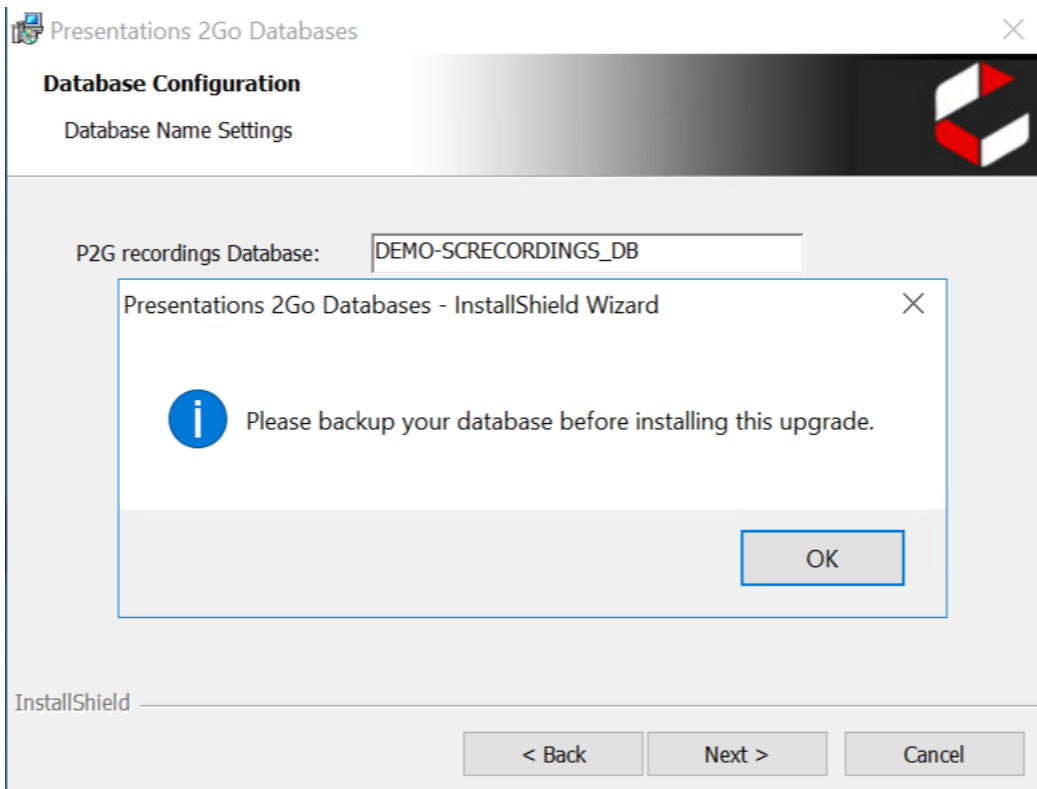 Presentations 2Go Databases
Database Configuration
Database Name Settings
P2G recordings Database: DEMO-SCRECORDINGS_DB
Presentations 2Go Databases - InstallShield Wizard
Please backup your database before installing this upgrade.
OK
InstallShield
< Back Next > Cancel